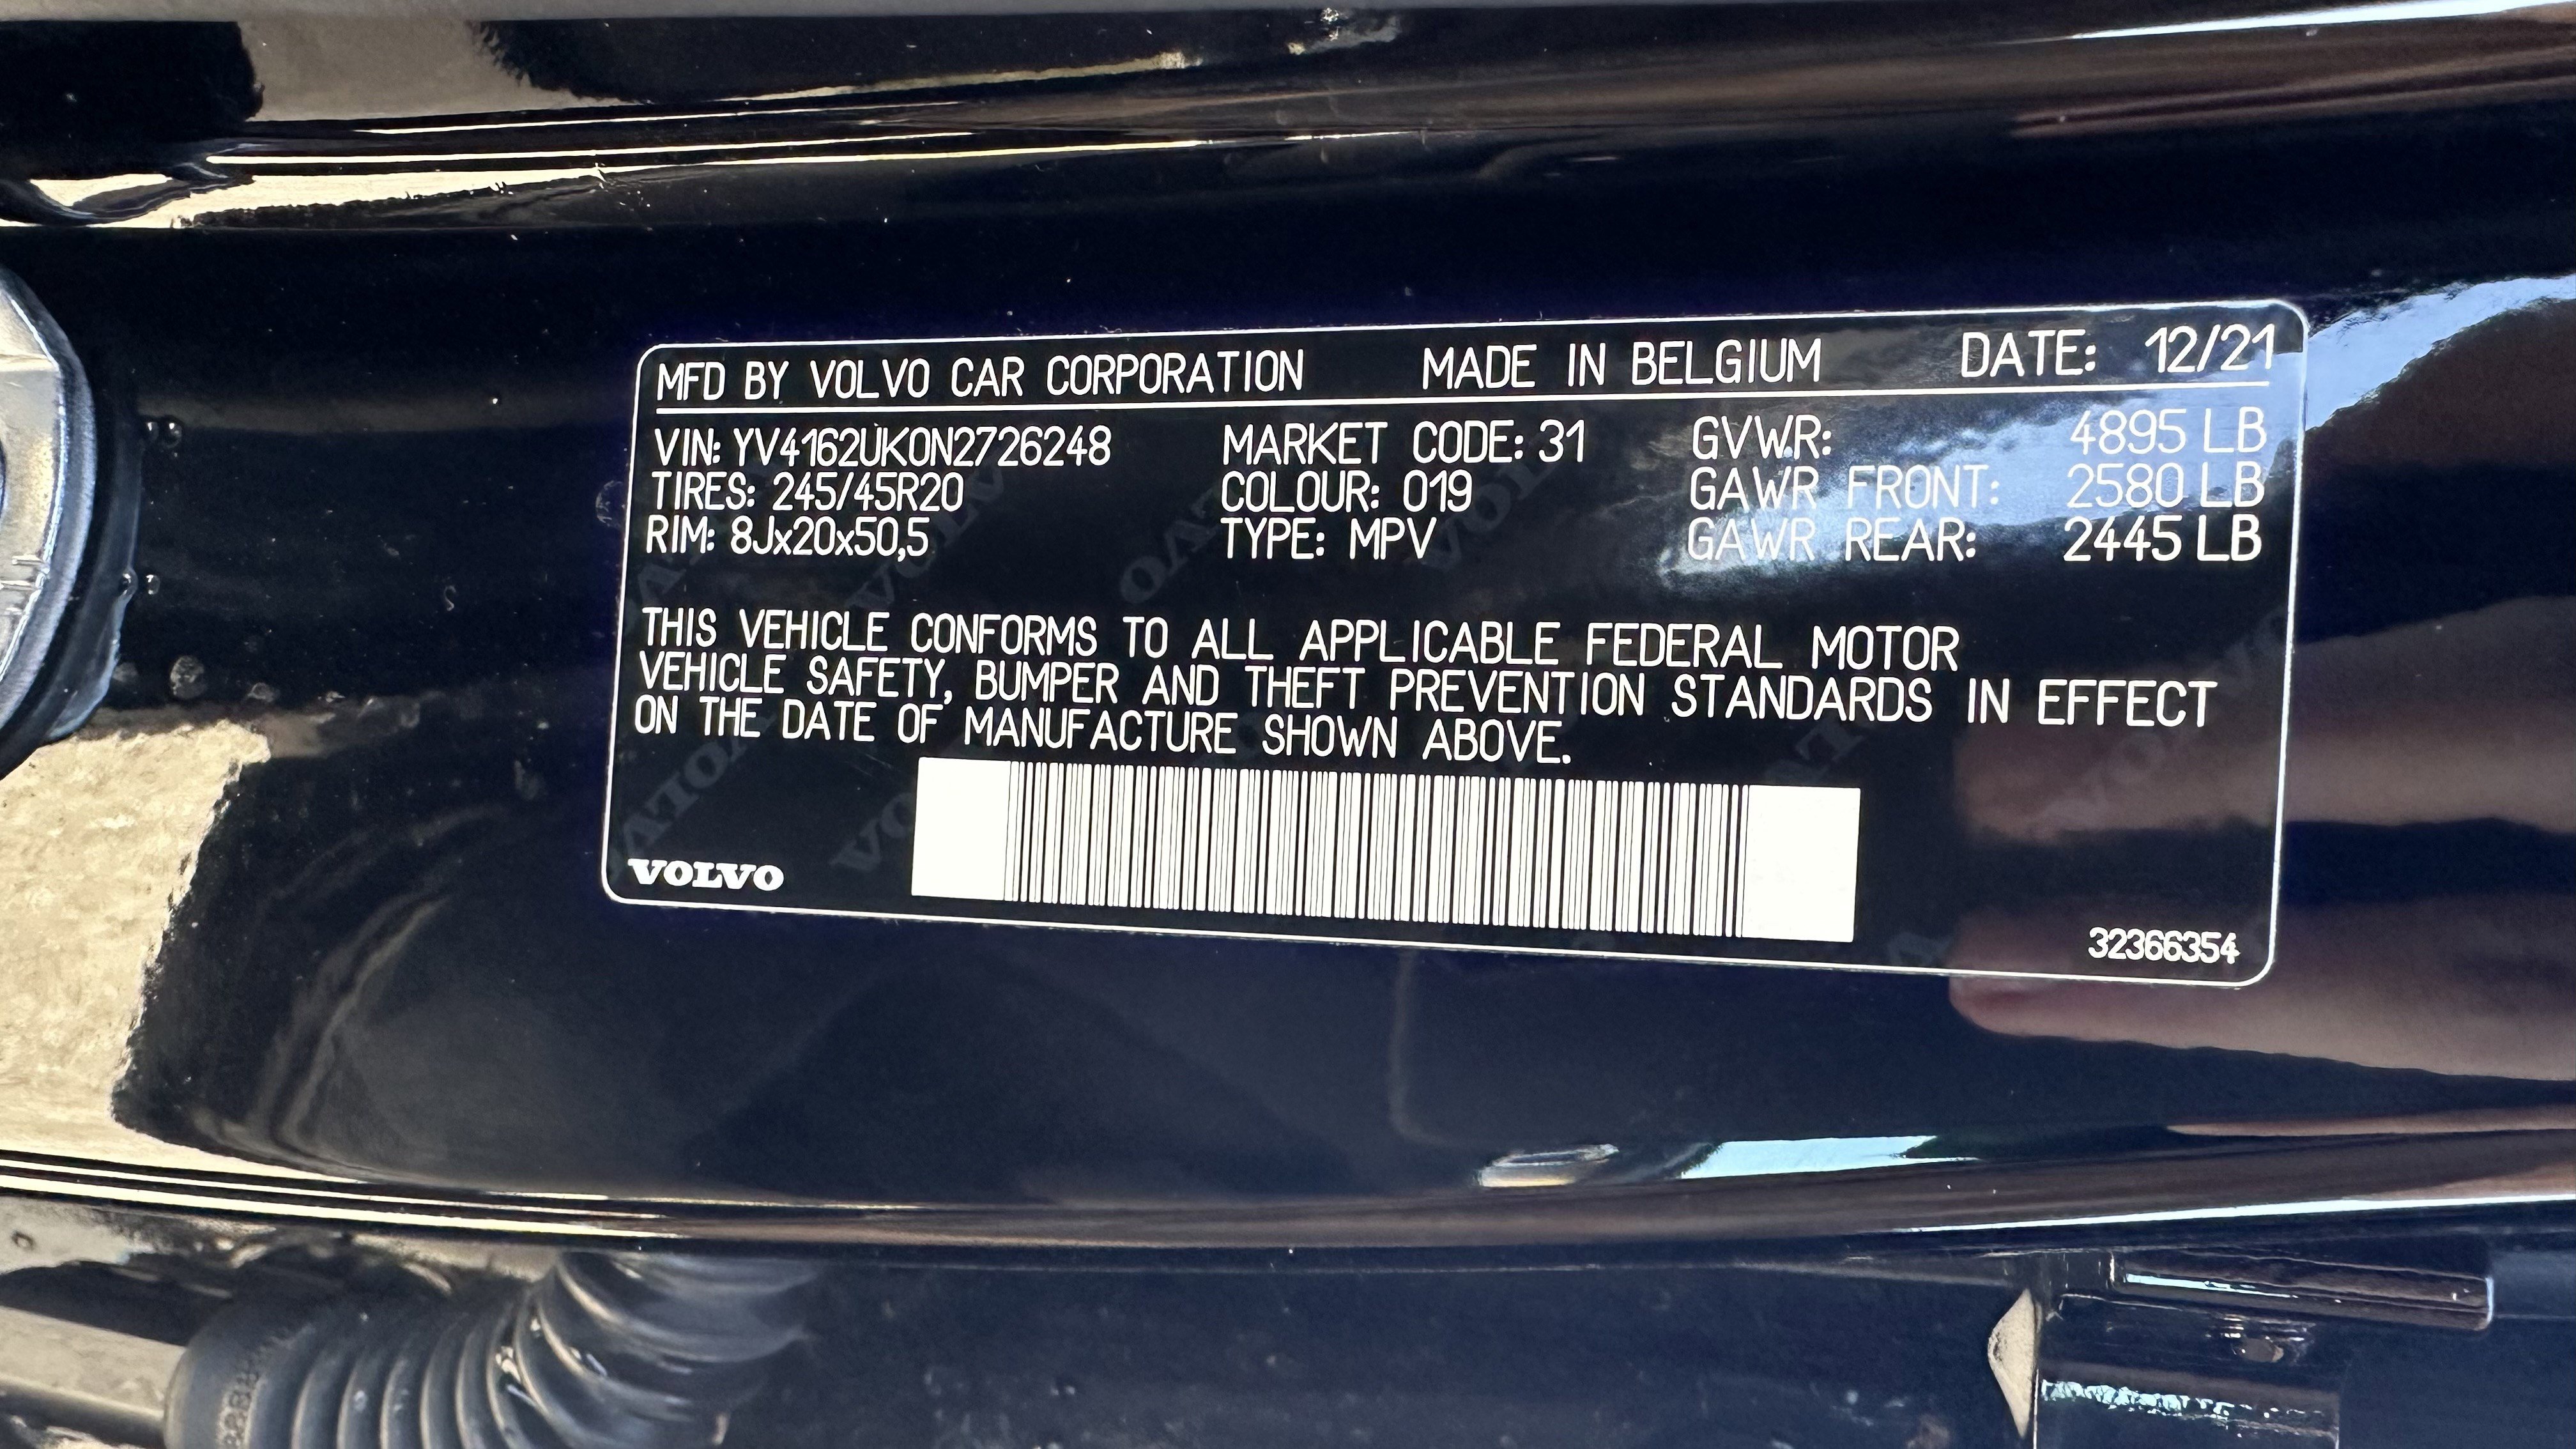 MFD BY VOLVO CAR CORPORATION MADE IN BELGIUM DATE: 12/21
VIN: YV4162UK0N2726248 MARKET CODE: 31 GVWR: 4895 LB
TIRES: 245/45R20 COLOUR: 019 GAWR FRONT: 2580 LB
RIM: 8Jx20x50,5 TYPE: MPV GAWR REAR: 2445 LB
THIS VEHICLE CONFORMS TO ALL APPLICABLE FEDERAL MOTOR
VEHICLE SAFETY, BUMPER AND THEFT PREVENTION STANDARDS IN EFFECT
ON THE DATE OF MANUFACTURE SHOWN ABOVE.
VOLVO
32366354